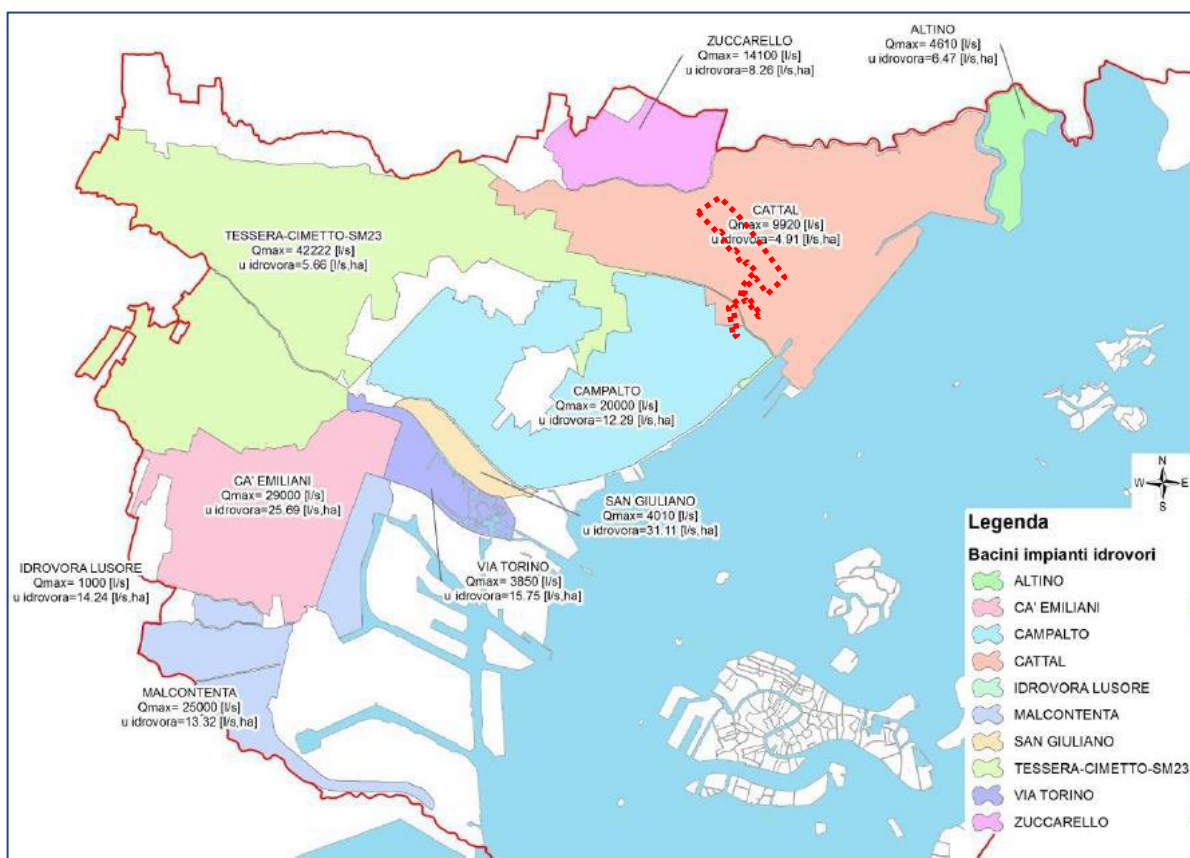 ALTINO
Qmax= 4610 [l/s]
u idrovora=6.47 [l/s,ha]
ZUCCARELLO
Qmax= 14100 [l/s]
u idrovora=8.26 [l/s,ha]
CATTAL
Qmax= 9920 [l/s]
u idrovora=4.91 [l/s,ha]
TESSERA-CIMETTO-SM23
Qmax= 42222 [l/s]
u idrovora=5.66 [l/s,ha]
CAMPALTO
Qmax= 20000 [l/s]
u idrovora=12.29 [l/s,ha]
CA' EMILIANI
Qmax= 29000 [l/s]
u idrovora=25.69 [l/s,ha]
SAN GIULIANO
Qmax= 4010 [l/s]
u idrovora=31.11 [l/s,ha]
IDROVORA LUSORE
Qmax= 1000 [l/s]
u idrovora=14.24 [l/s,ha]
VIA TORINO
Qmax= 3850 [l/s]
u idrovora=15.75 [l/s,ha]
MALCONTENTA
Qmax= 25000 [l/s]
u idrovora=13.32 [l/s,ha]
N
W E
S
Legenda
Bacini impianti idrovori
ALTINO
CA' EMILIANI
CAMPALTO
CATTAL
IDROVORA LUSORE
MALCONTENTA
SAN GIULIANO
TESSERA-CIMETTO-SM23
VIA TORINO
ZUCCARELLO